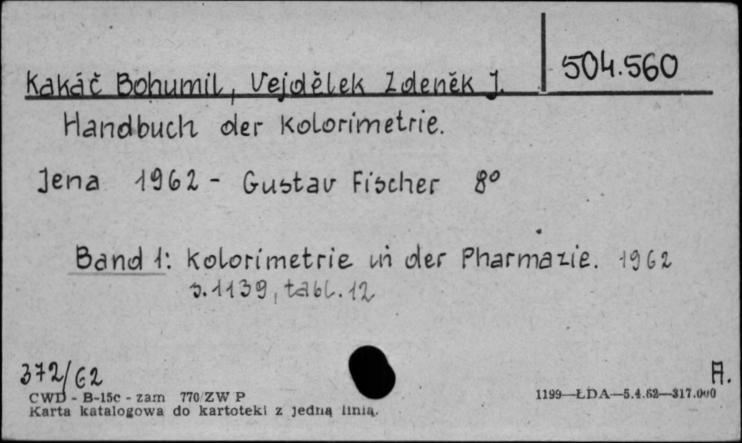 Kakáč Bohumil, Vejdělek Zdeněk J.
504.560
Handbuch der Kolorimetrie.
Jena 1962 - Gustav Fischer 8°
Band 1: Kolorimetrie in der Pharmazie. 1962
s. 1139, tabl. 12
372/62
A.
CWD - B-15c - zam 770/ZW P
1199—ŁDA—5.4.62—317.000
Karta katalogowa do kartoteki z jedną linią.